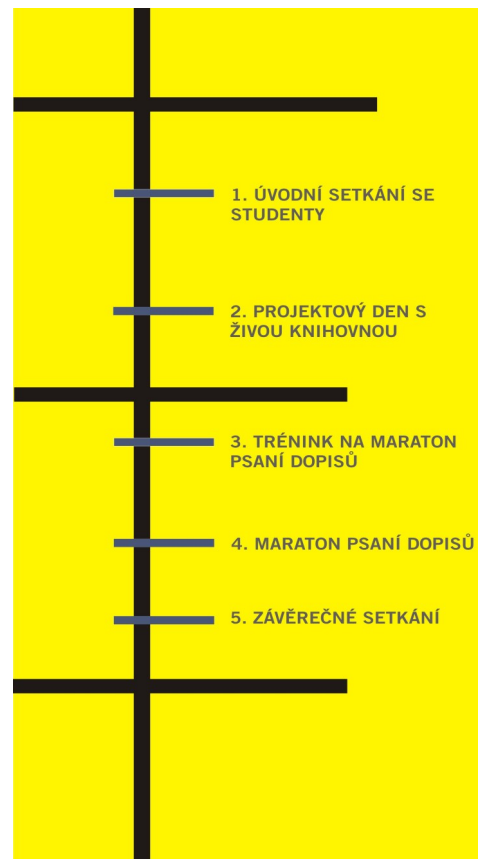 1. ÚVODNÍ SETKÁNÍ SE
STUDENTY
2. PROJEKTOVÝ DEN S
ŽIVOU KNIHOVNOU
3. TRÉNINK NA MARATON
PSANÍ DOPISŮ
4. MARATON PSANÍ DOPISŮ
5. ZÁVĚREČNÉ SETKÁNÍ